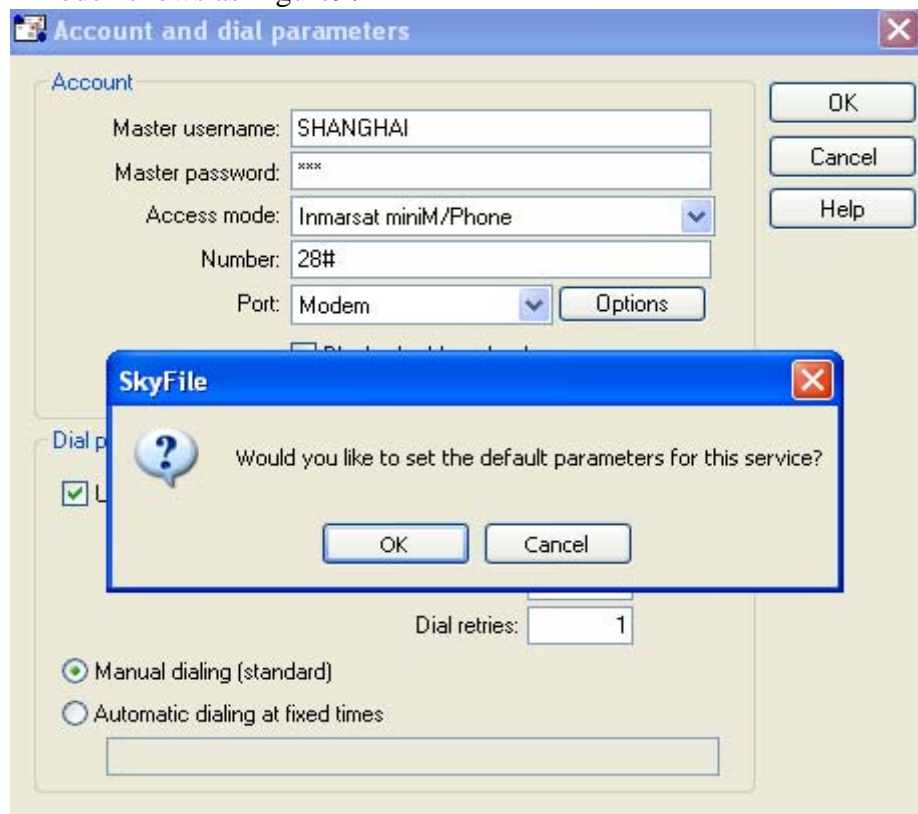 Account and dial parameters
Account
OK
Master username: SHANGHAI
Cancel
Master password: ***
Help
Access mode: Inmarsat miniM/Phone
Number: 28#
Port: Modem Options
SkyFile
Dial p
Would you like to set the default parameters for this service?
OK Cancel
Dial retries: 1
Manual dialing (standard)
Automatic dialing at fixed times